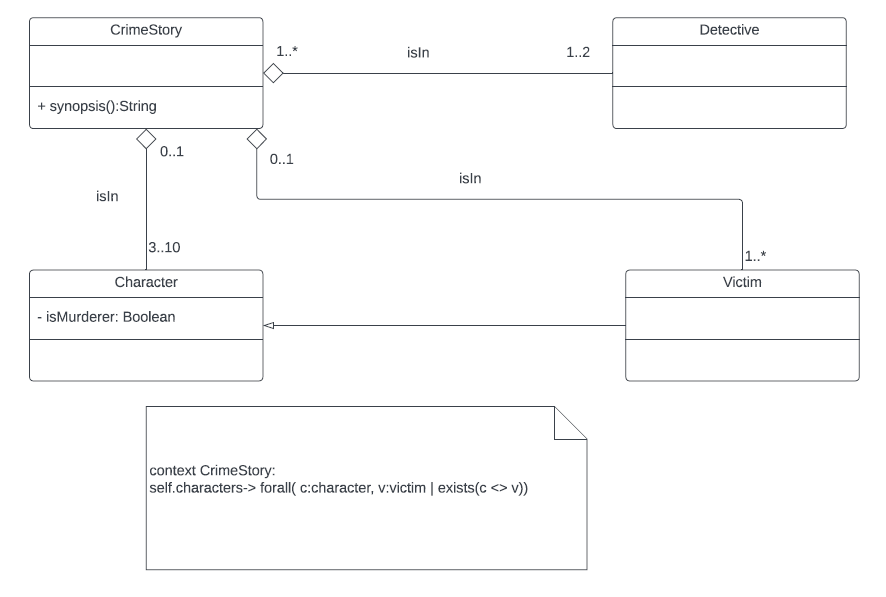 CrimeStory
Detective
1..*
isIn
1..2
+ synopsis():String
0..1
0..1
isIn
isIn
3..10
1..*
Character
Victim
- isMurderer: Boolean
context CrimeStory:
self.characters-> forall( c:character, v:victim | exists(c <> v))